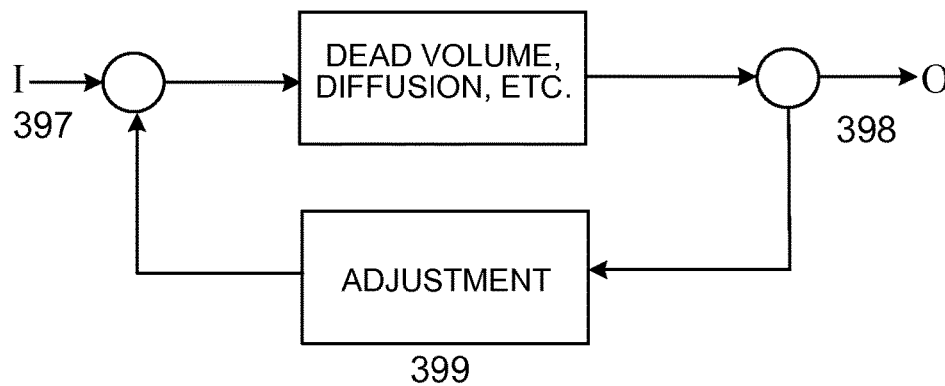 DEAD VOLUME,
DIFFUSION, ETC.
I
O
397
398
ADJUSTMENT
399